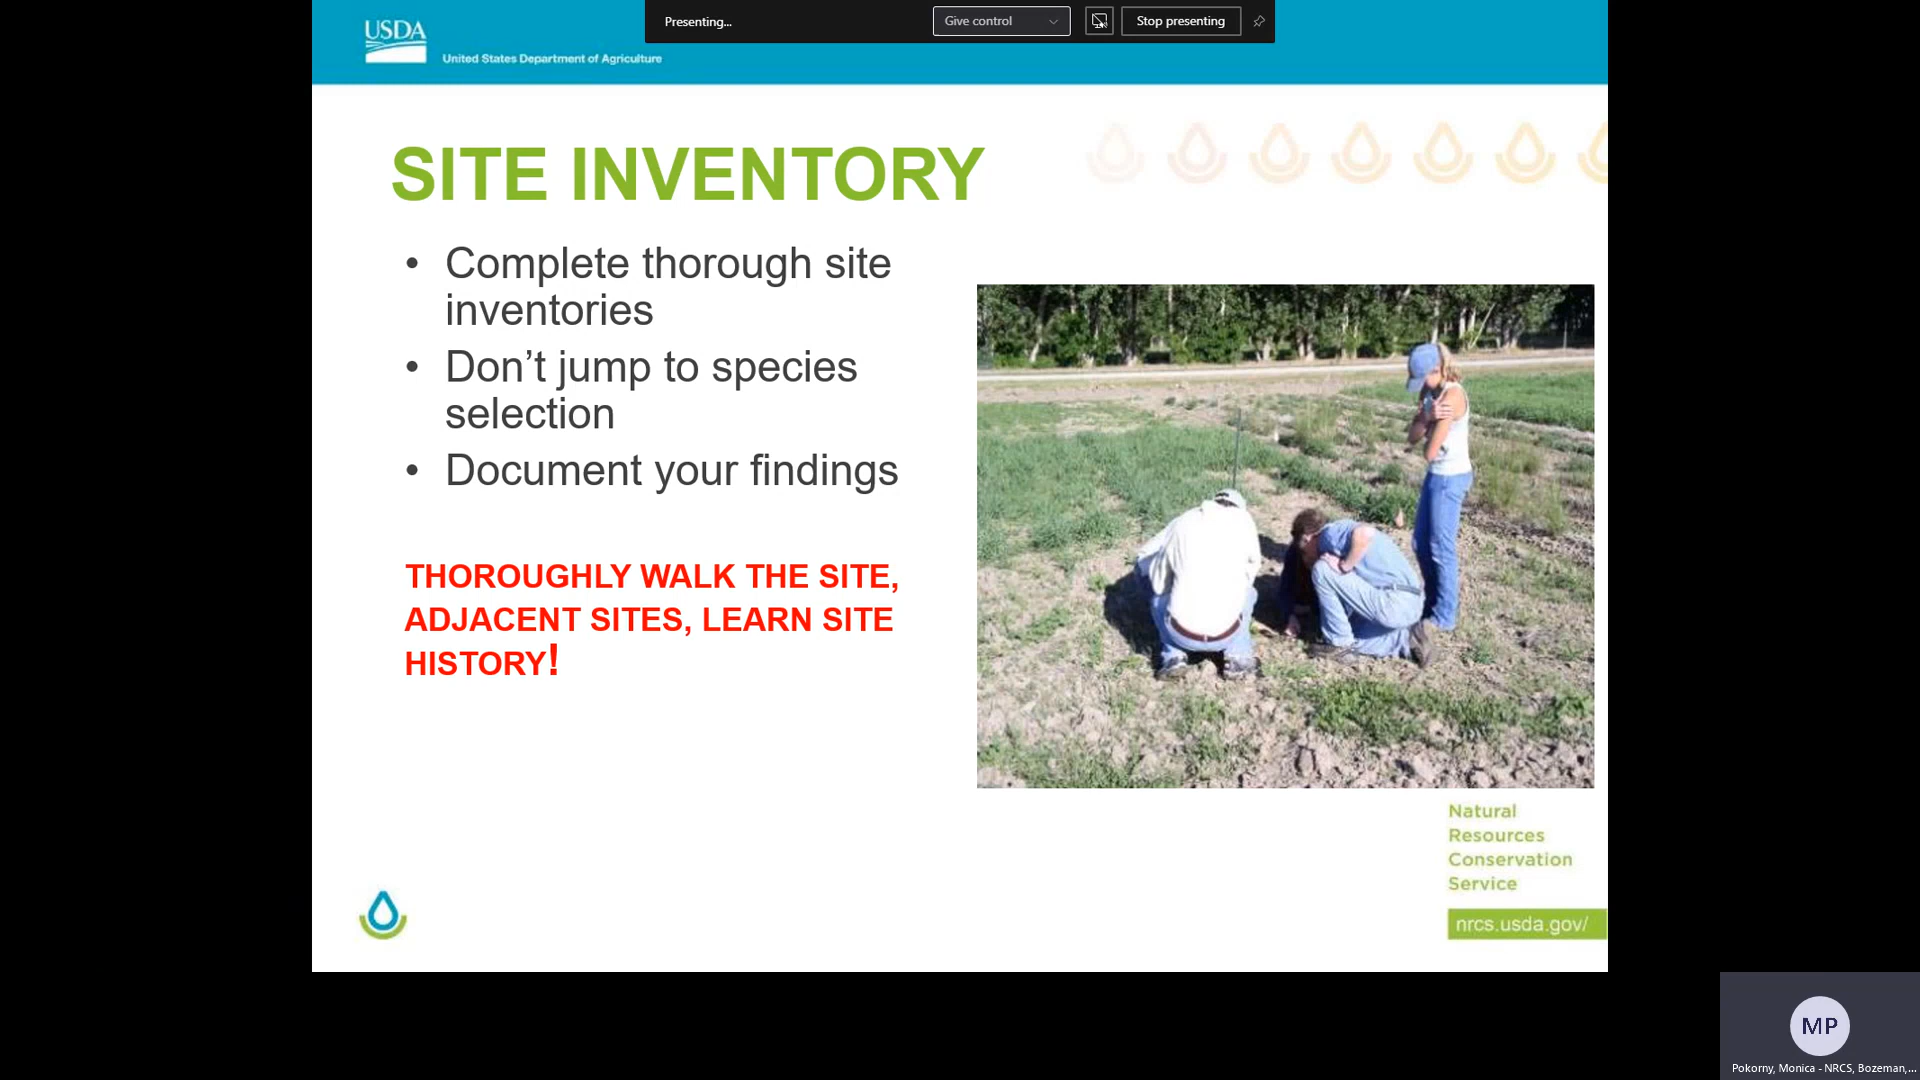 Presenting...
Give control
Stop presenting
USDA
United States Department of Agriculture
SITE INVENTORY
• Complete thorough site
inventories
• Don’t jump to species
selection
• Document your findings
THOROUGHLY WALK THE SITE,
ADJACENT SITES, LEARN SITE
HISTORY!
Natural
Resources
Conservation
Service
nrcs.usda.gov/
MP
Pokorny, Monica - NRCS, Bozeman,...